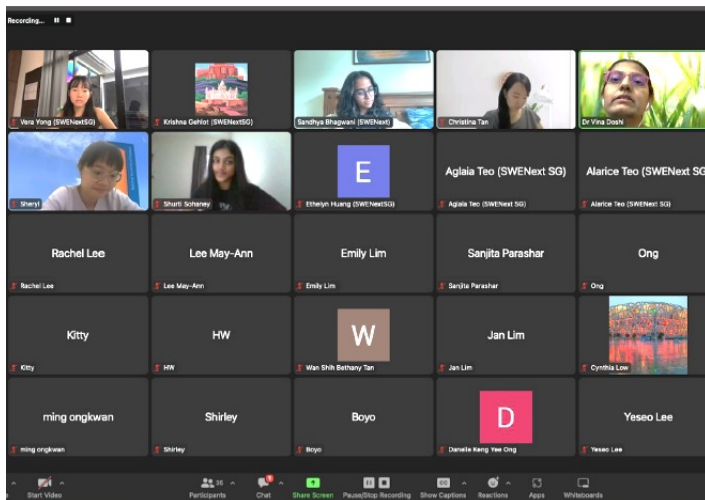 Recording...
Vera Yong (SWENextSG)
Krishna Gehlot (SWENextSG)
Sandhya Bhagwani (SWENext)
Christina Tan
Dr Vina Doshi
Sheryl
Shurti Sohaney
E
Ethelyn Huang (SWENextSG)
Aglaia Teo (SWENext SG)
Aglaia Teo (SWENext SG)
Alarice Teo (SWENext SG
Alarice Teo (SWENext SG)
Rachel Lee
Rachel Lee
Lee May-Ann
Lee May-Ann
Emily Lim
Emily Lim
Sanjita Parashar
Sanjita Parashar
Ong
Ong
Kitty
Kitty
HW
HW
W
Wan Shih Bethany Tan
Jan Lim
Jan Lim
Cynthia Low
ming ongkwan
ming ongkwan
Shirley
Shirley
Boyo
Boyo
D
Danelle Keng Yee Ong
Yeseo Lee
Yeseo Lee
Start Video
36
Participants
1
Chat
Share Screen
Pause/Stop Recording
CC
Show Captions
Reactions
Apps
Whiteboards